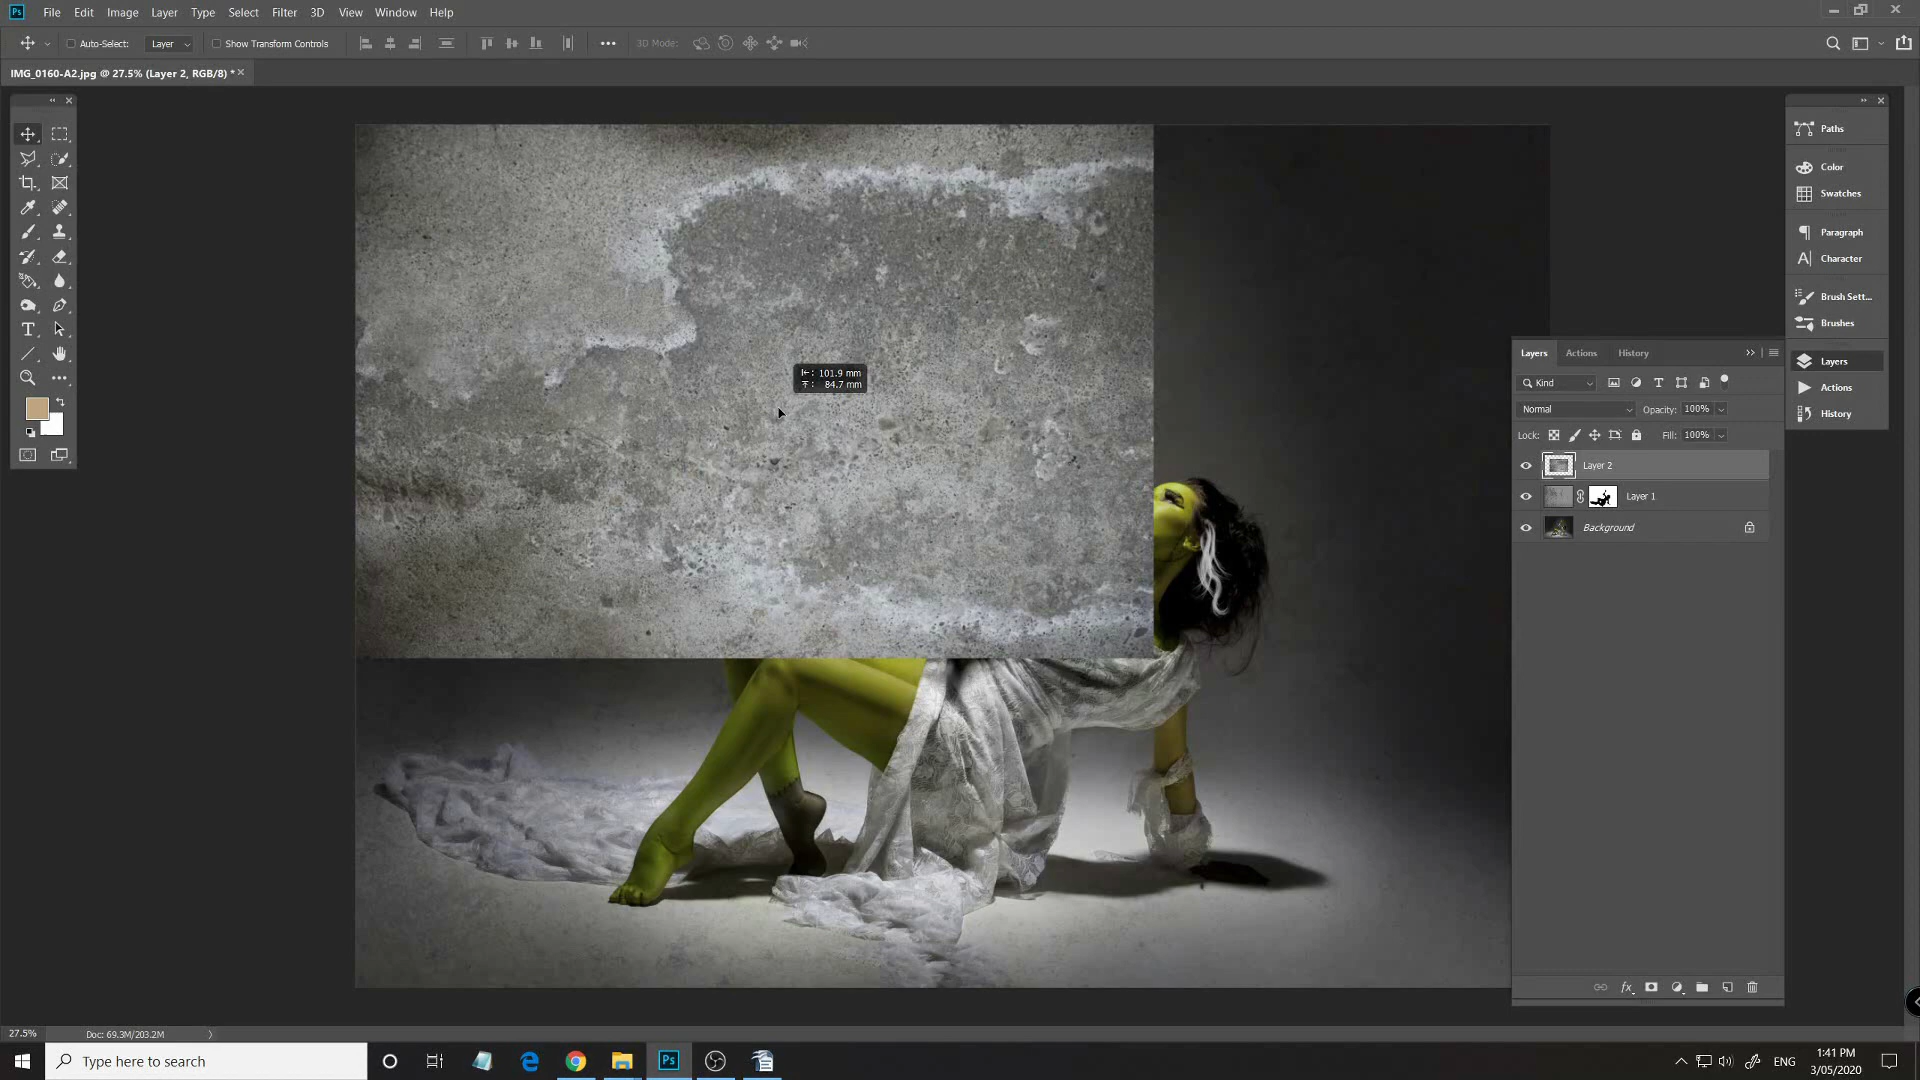 Ps File Edit Image Layer Type Select Filter 3D View Window Help
Auto-Select: Layer Show Transform Controls 3D Mode:
IMG_0160-A2.jpg @ 27.5% (Layer 2, RGB/8) *
Paths
Color
Swatches
Paragraph
Character
Brush Sett...
Brushes
Layers
Actions
History
101.9 mm
84.7 mm
Layers Actions History
Kind
Normal Opacity: 100%
Lock: Fill: 100%
Layer 2
Layer 1
Background
fx
27.5% Doc: 69.3M/203.2M
Type here to search
Ps
ENG
1:41 PM
3/05/2020